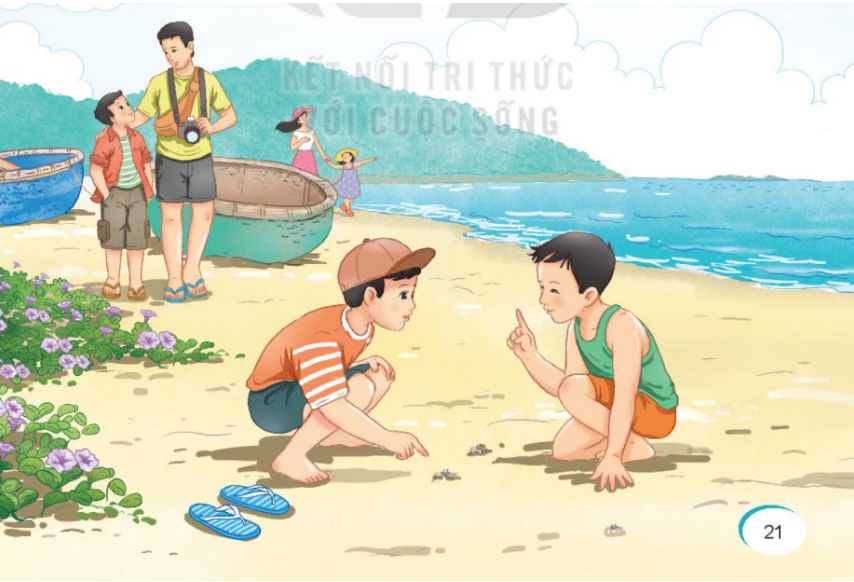 KẾT NỐI TRI THỨC
VỚI CUỘC SỐNG
21